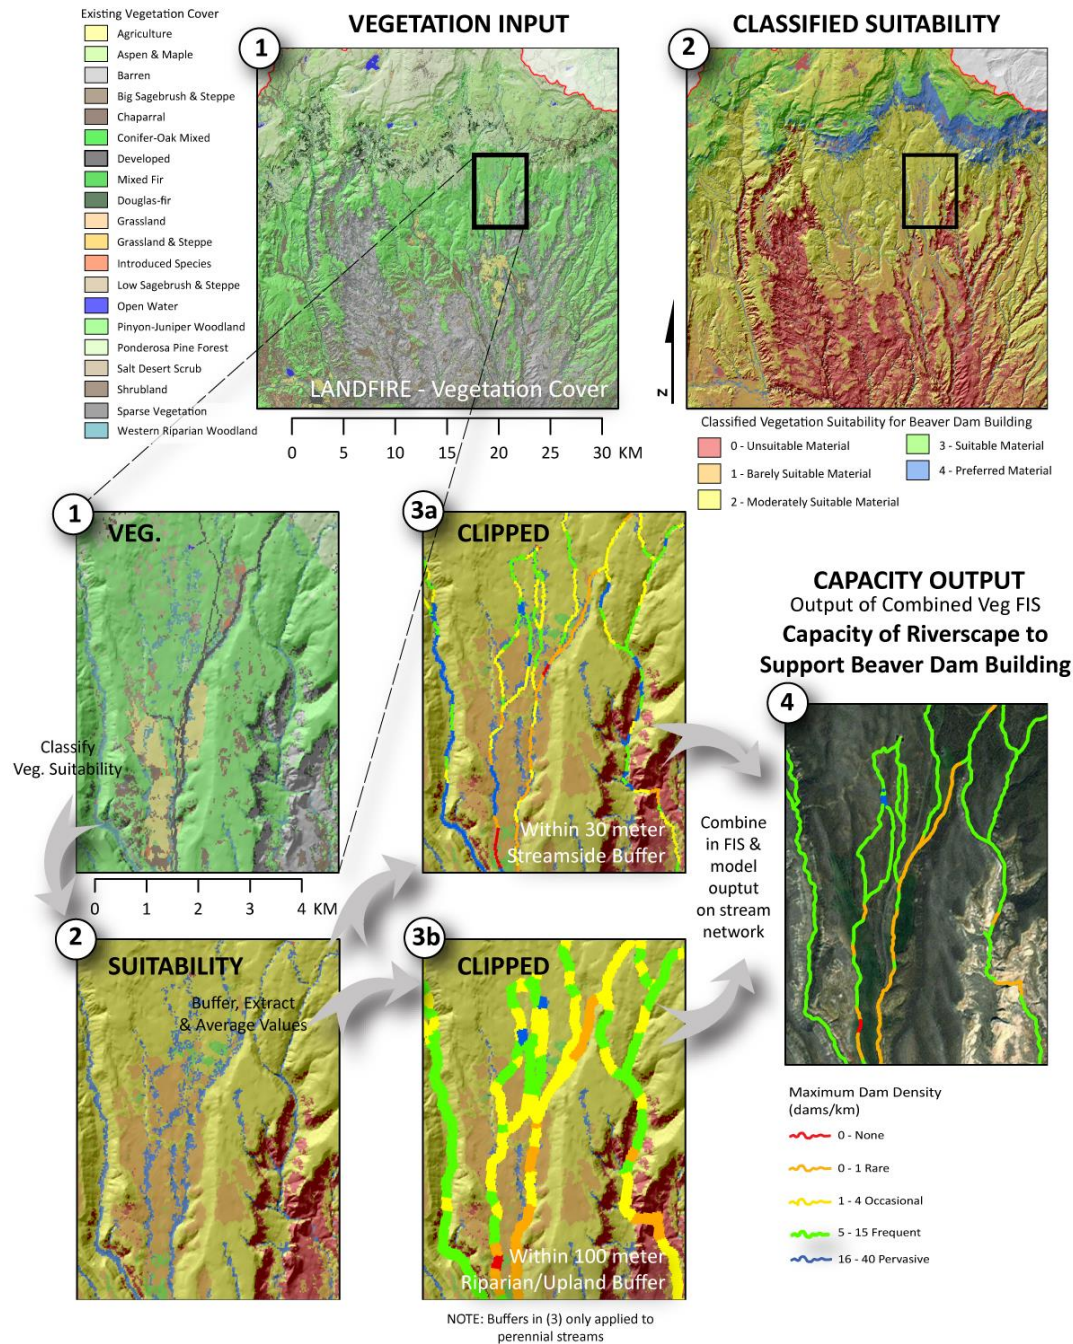 Existing Vegetation Cover
Agriculture
Aspen & Maple
Barren
Big Sagebrush & Steppe
Chaparral
Conifer-Oak Mixed
Developed
Mixed Fir
Douglas-fir
Grassland
Grassland & Steppe
Introduced Species
Low Sagebrush & Steppe
Open Water
Pinyon-Juniper Woodland
Ponderosa Pine Forest
Salt Desert Scrub
Shrubland
Sparse Vegetation
Western Riparian Woodland
VEGETATION INPUT
1
LANDFIRE - Vegetation Cover
0 5 10 15 20 25 30 KM
CLASSIFIED SUITABILITY
2
N
Classified Vegetation Suitability for Beaver Dam Building
0 - Unsuitable Material
1 - Barely Suitable Material
2 - Moderately Suitable Material
3 - Suitable Material
4 - Preferred Material
1
VEG.
Classify
Veg. Suitability
0 1 2 3 4 KM
2
SUITABILITY
Buffer, Extract
& Average Values
3a
CLIPPED
Within 30 meter
Streamside Buffer
3b
CLIPPED
Within 100 meter
Riparian/Upland Buffer
NOTE: Buffers in (3) only applied to
perennial streams
Combine
in FIS &
model
ouptut
on stream
network
CAPACITY OUTPUT
Output of Combined Veg FIS
Capacity of Riverscape to
Support Beaver Dam Building
4
Maximum Dam Density
(dams/km)
0 - None
0 - 1 Rare
1 - 4 Occasional
5 - 15 Frequent
16 - 40 Pervasive